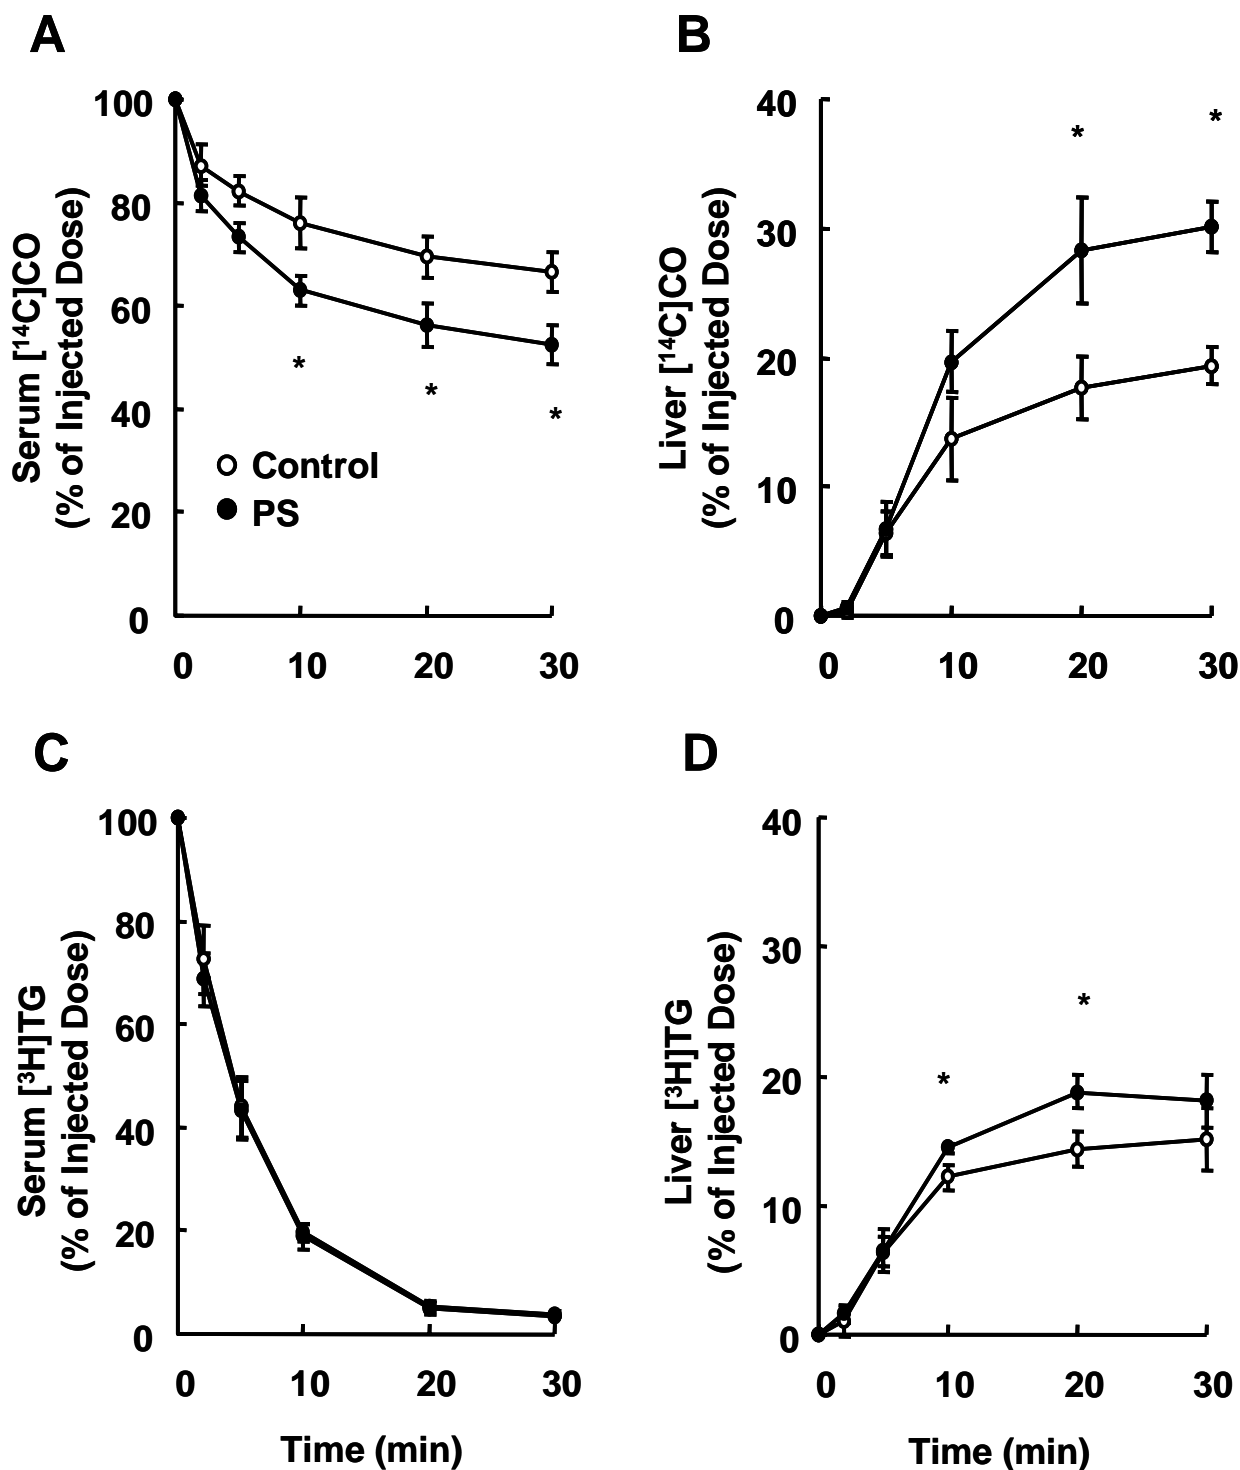 A
B
100
80
60
40
20
0
Serum [¹⁴C]CO
(% of Injected Dose)
*
*
*
Control
PS
0 10 20 30
40
30
20
10
0
Liver [¹⁴C]CO
(% of Injected Dose)
*
*
0 10 20 30
C
D
100
80
60
40
20
0
Serum [³H]TG
(% of Injected Dose)
0 10 20 30
Time (min)
40
30
20
10
0
Liver [³H]TG
(% of Injected Dose)
*
*
0 10 20 30
Time (min)